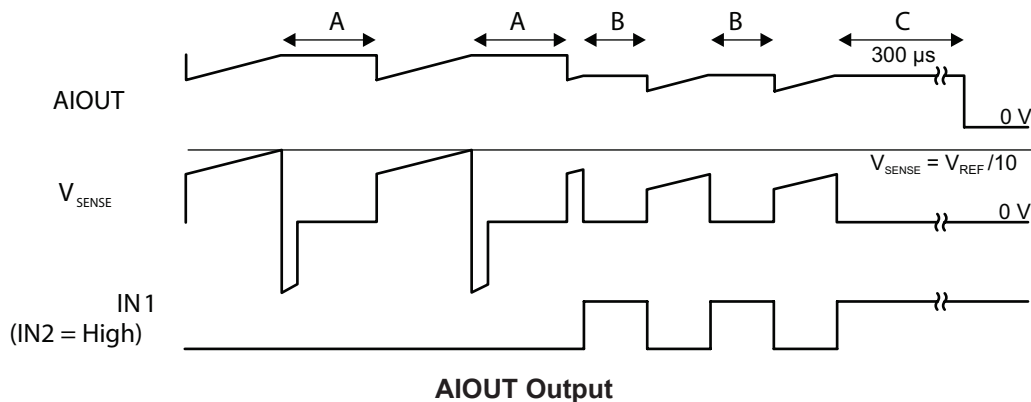 A A B B C
300 µs
AIOUT
0 V
VSENSE = VREF/10
VSENSE
0 V
IN1
(IN2 = High)
AIOUT Output